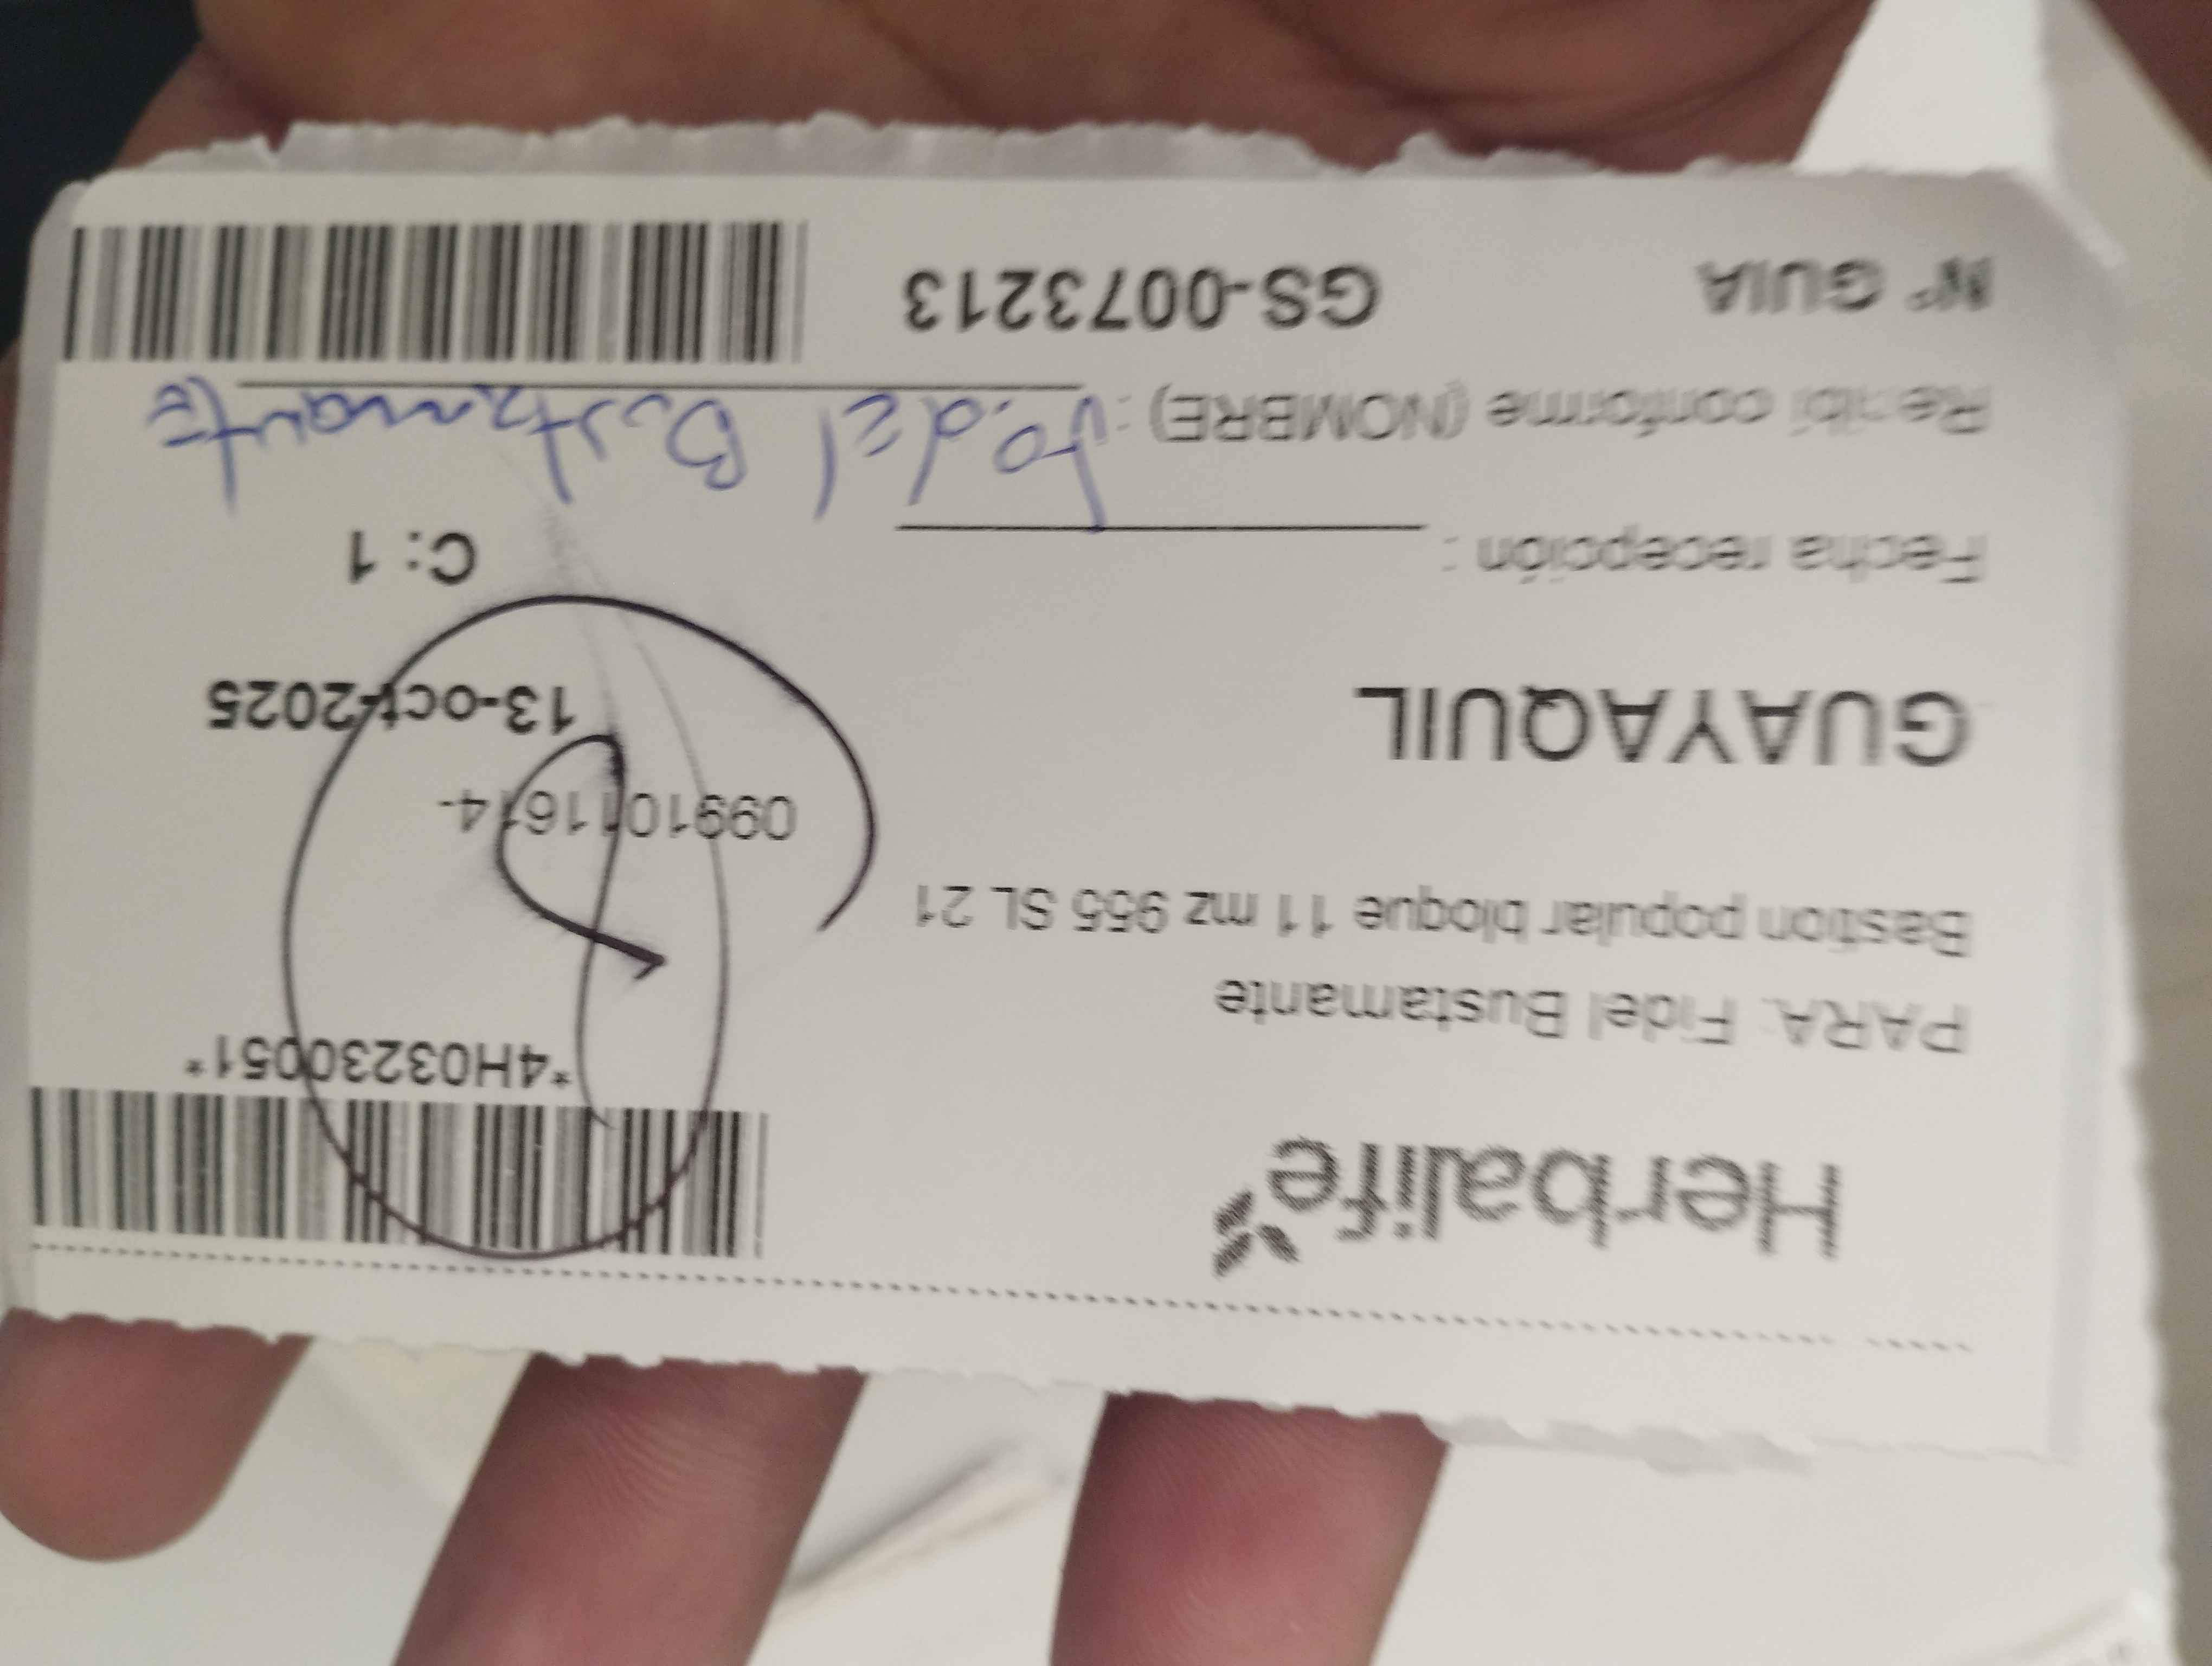 Herbalife
*4H03230051*
PARA. Fidel Bustamante
Bastion popular bloque 11 mz 955 SL 21
0991011614-
GUAYAQUIL
13-oct-2025
Fecha recepción :
C: 1
Recibí conforme (NOMBRE) : Fidel Bustamante
N° GUIA GS-0073213